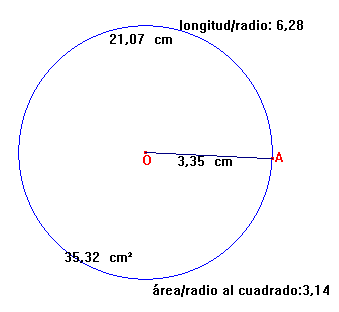 longitud/radio: 6,28
21,07 cm
O
3,35 cm
A
35,32 cm²
área/radio al cuadrado:3,14